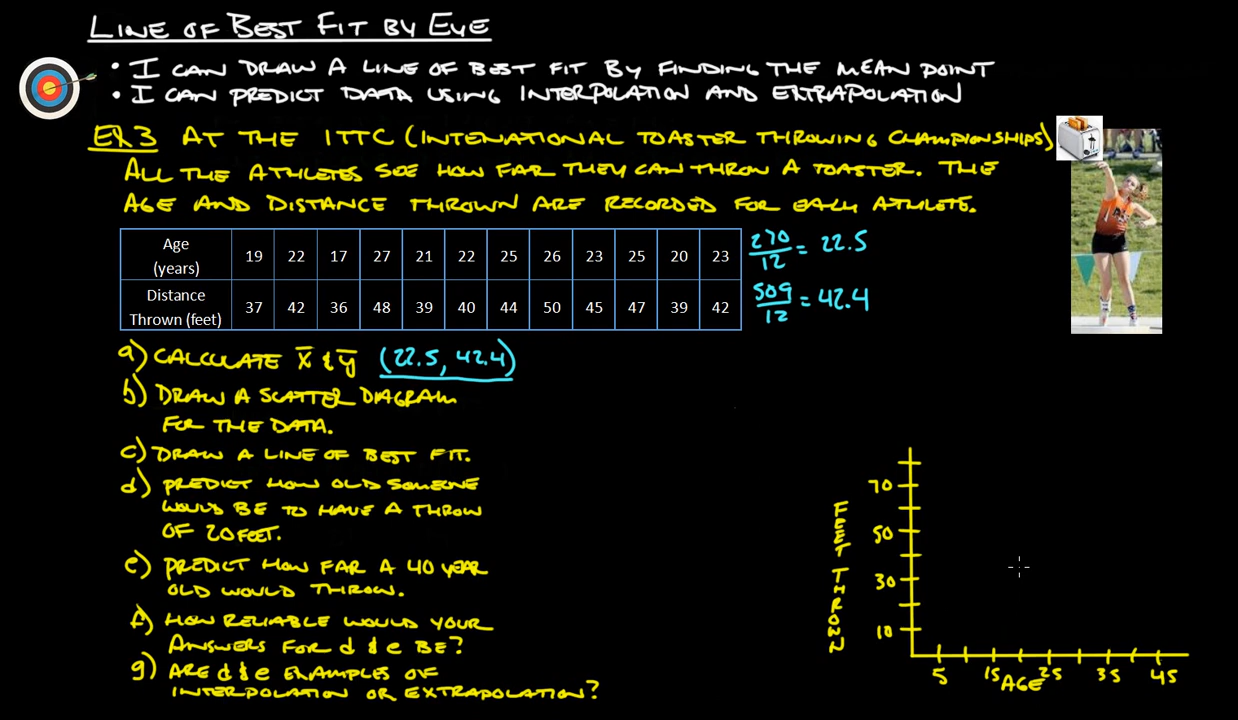 LINE OF BEST FIT BY EYE
• I CAN DRAW A LINE OF BEST FIT BY FINDING THE MEAN POINT
• I CAN PREDICT DATA USING INTERPOLATION AND EXTRAPOLATION
EX 3 AT THE ITTC (INTENATIONAL TOASTER THROWING CHAMPIONSHIPS)
ALL THE ATHLETES SEE HOW FAR THEY CAN THROW A TOASTER. THE
AGE AND DISTANCE THROWN ARE RECORDED FOR EACH ATHLETE.
Age (years) 19 22 17 27 21 22 25 26 23 25 20 23
270/12 = 22.5
Distance Thrown (feet) 37 42 36 48 39 40 44 50 45 47 39 42
509/12 = 42.4
a) CALCULATE x̄ & ȳ (22.5, 42.4)
b) DRAW A SCATTER DIAGRAM
FOR THE DATA.
c) DRAW A LINE OF BEST FIT.
d) PREDICT HOW OLD SOMEONE
WOULD BE TO HAVE A THROW
OF 20 FEET.
e) PREDICT HOW FAR A 40 YEAR
OLD WOULD THROW.
f) HOW RELIABLE WOULD YOUR
ANSWERS FOR d & e BE?
g) ARE d & e EXAMPLES OF
INTERPOLATION OR EXTRAPOLATION?
FEET THROWN
70
50
30
10
5 15 25 35 45
AGE